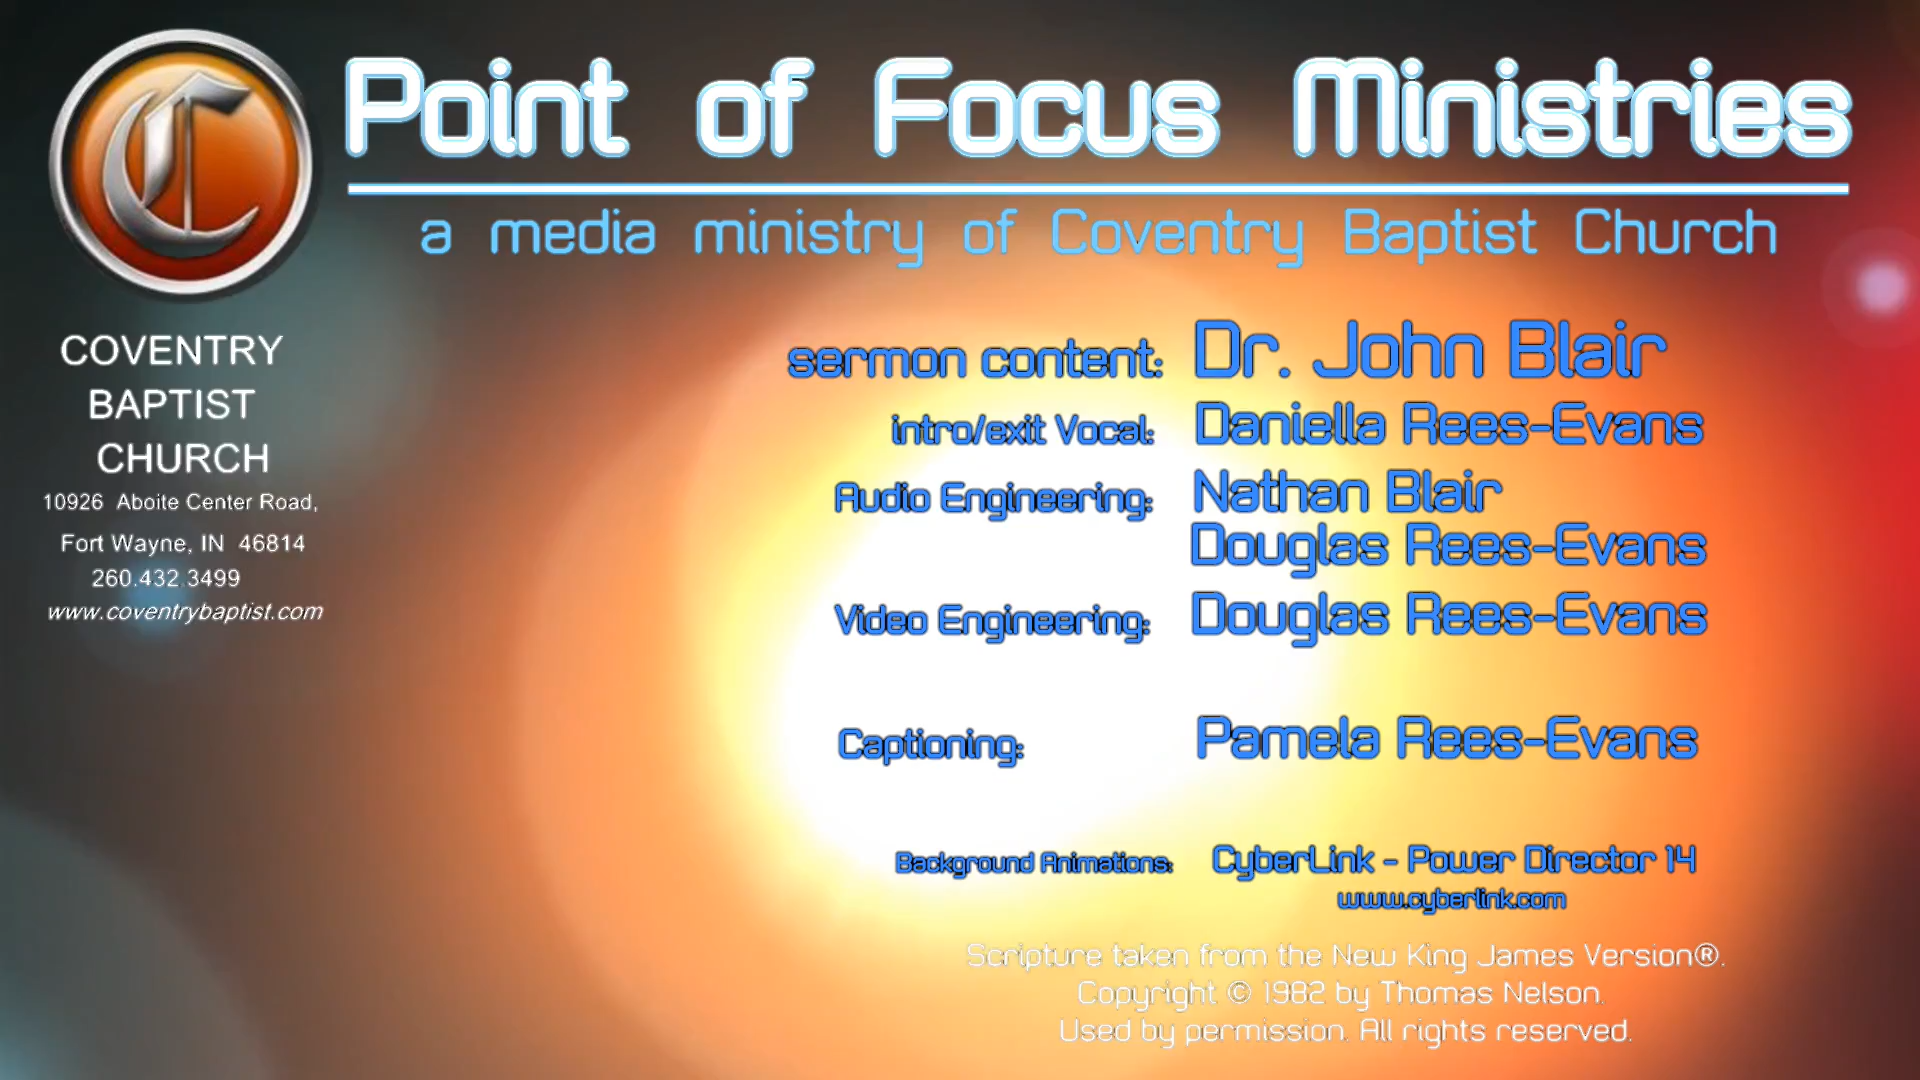 C
Point of Focus Ministries
a media ministry of Coventry Baptist Church
COVENTRY
BAPTIST
CHURCH
10926 Aboite Center Road,
Fort Wayne, IN 46814
260.432.3499
www.coventrybaptist.com
sermon content: Dr. John Blair
intro/exit Vocal: Daniella Rees-Evans
Audio Engineering: Nathan Blair
Douglas Rees-Evans
Video Engineering: Douglas Rees-Evans
Captioning: Pamela Rees-Evans
Background Animations: CyberLink - Power Director 14
www.cyberlink.com
Scripture taken from the New King James Version®.
Copyright © 1982 by Thomas Nelson.
Used by permission. All rights reserved.